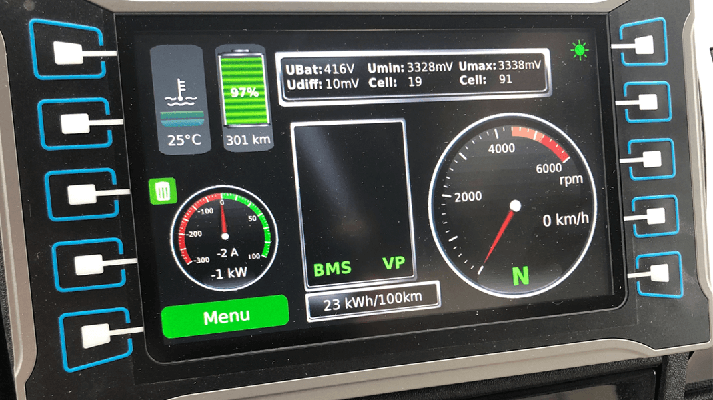 UBat: 416V Umin: 3328mV Umax: 3338mV
Udiff: 10mV Cell: 19 Cell: 91
97%
25°C
301 km
4000
6000
rpm
2000
0 km/h
N
0
-100
50
-200
-300
100
-2 A
-1 kW
BMS VP
23 kWh/100km
Menu